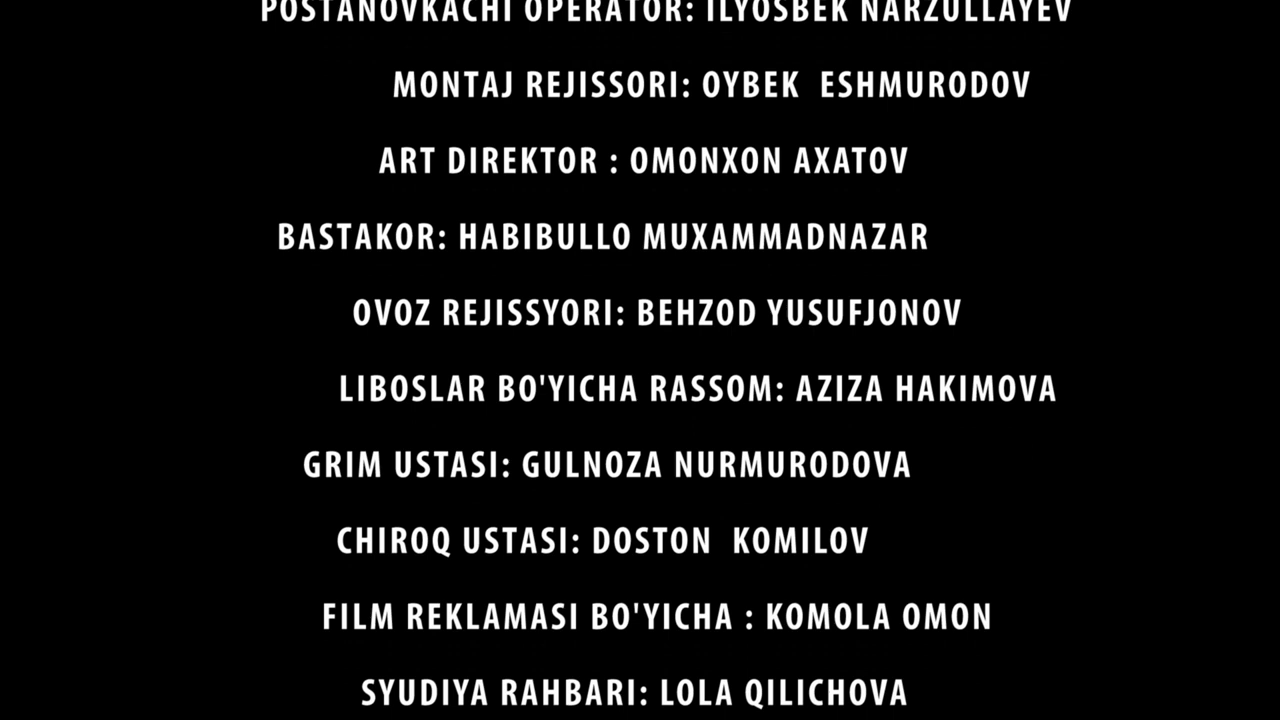 POSTANOVKACHI OPERATOR: ILYOSBEK NARZULLAYEV
MONTAJ REJISSORI: OYBEK  ESHMURODOV
ART DIREKTOR : OMONXON AXATOV
BASTAKOR: HABIBULLO MUXAMMADNAZAR
OVOZ REJISSYORI: BEHZOD YUSUFJONOV
LIBOSLAR BO'YICHA RASSOM: AZIZA HAKIMOVA
GRIM USTASI: GULNOZA NURMURODOVA
CHIROQ USTASI: DOSTON  KOMILOV
FILM REKLAMASI BO'YICHA : KOMOLA OMON
SYUDIYA RAHBARI: LOLA QILICHOVA